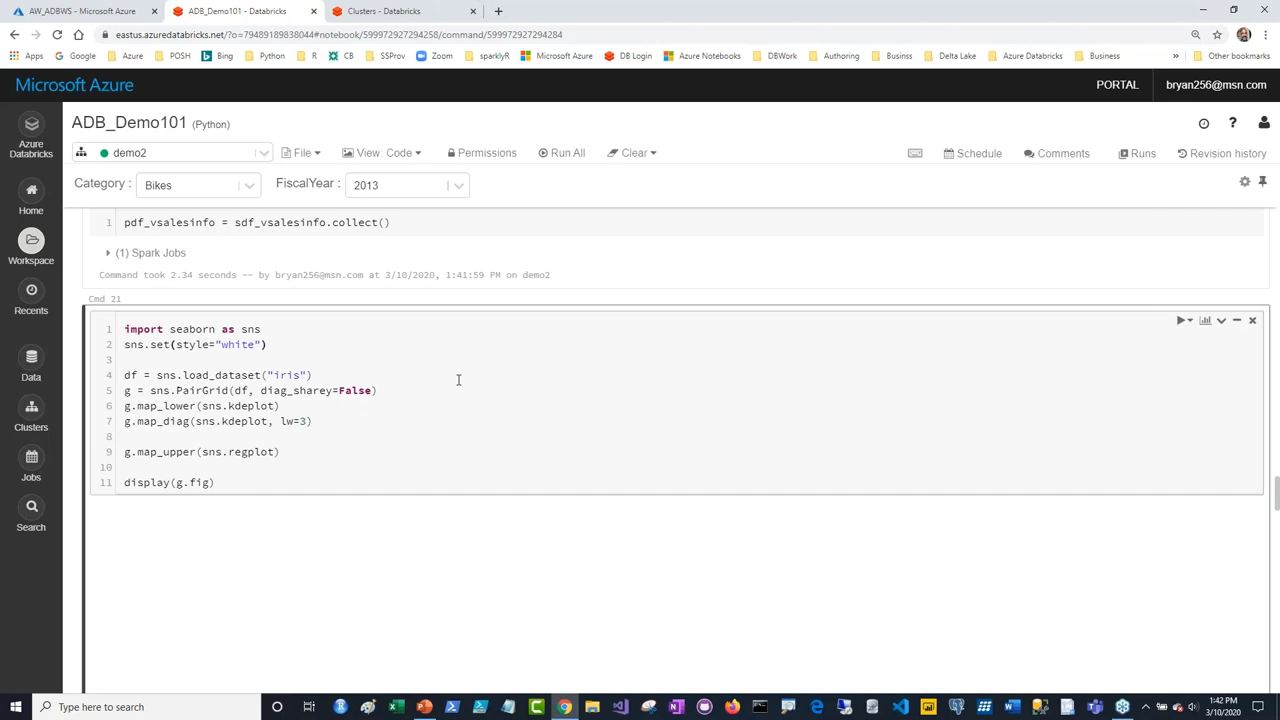 AW_ADBWS - Microsoft Azure
ADB_Demo101 - Databricks
Clusters - Databricks
eastus.azuredatabricks.net/?o=79489189838044#notebook/599972927294258/command/599972927294284
Apps Google Azure POSH Bing Python R CB SSProv Zoom sparklyR Microsoft Azure DB Login Azure Notebooks DBWork Authoring Businss Delta Lake Azure Databricks Business » Other bookmarks
Microsoft Azure
PORTAL
bryan256@msn.com
Azure Databricks
Home
Workspace
Recents
Data
Clusters
Jobs
Search
ADB_Demo101 (Python)
demo2 File View: Code Permissions Run All Clear Schedule Comments Runs Revision history
Category : Bikes FiscalYear : 2013
1 pdf_vsalesinfo = sdf_vsalesinfo.collect()
(1) Spark Jobs
Command took 2.34 seconds -- by bryan256@msn.com at 3/10/2020, 1:41:59 PM on demo2
Cmd 21
1 import seaborn as sns
2 sns.set(style="white")
3
4 df = sns.load_dataset("iris")
5 g = sns.PairGrid(df, diag_sharey=False)
6 g.map_lower(sns.kdeplot)
7 g.map_diag(sns.kdeplot, lw=3)
8
9 g.map_upper(sns.regplot)
10
11 display(g.fig)
Type here to search
1:42 PM
3/10/2020